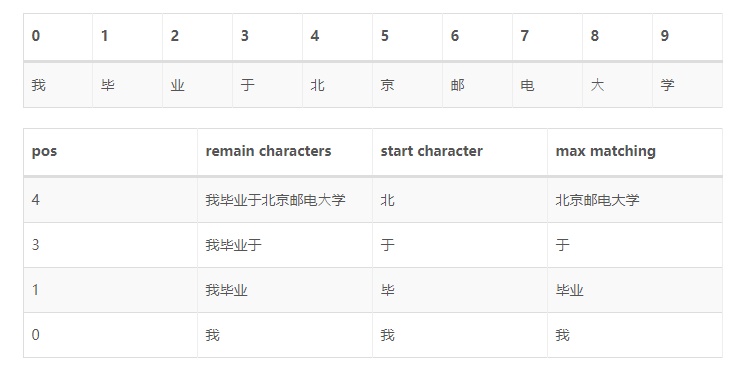 0 1 2 3 4 5 6 7 8 9
我 毕 业 于 北 京 邮 电 大 学
pos remain characters start character max matching
4 我毕业于北京邮电大学 北 北京邮电大学
3 我毕业于 于 于
1 我毕业 毕 毕业
0 我 我 我